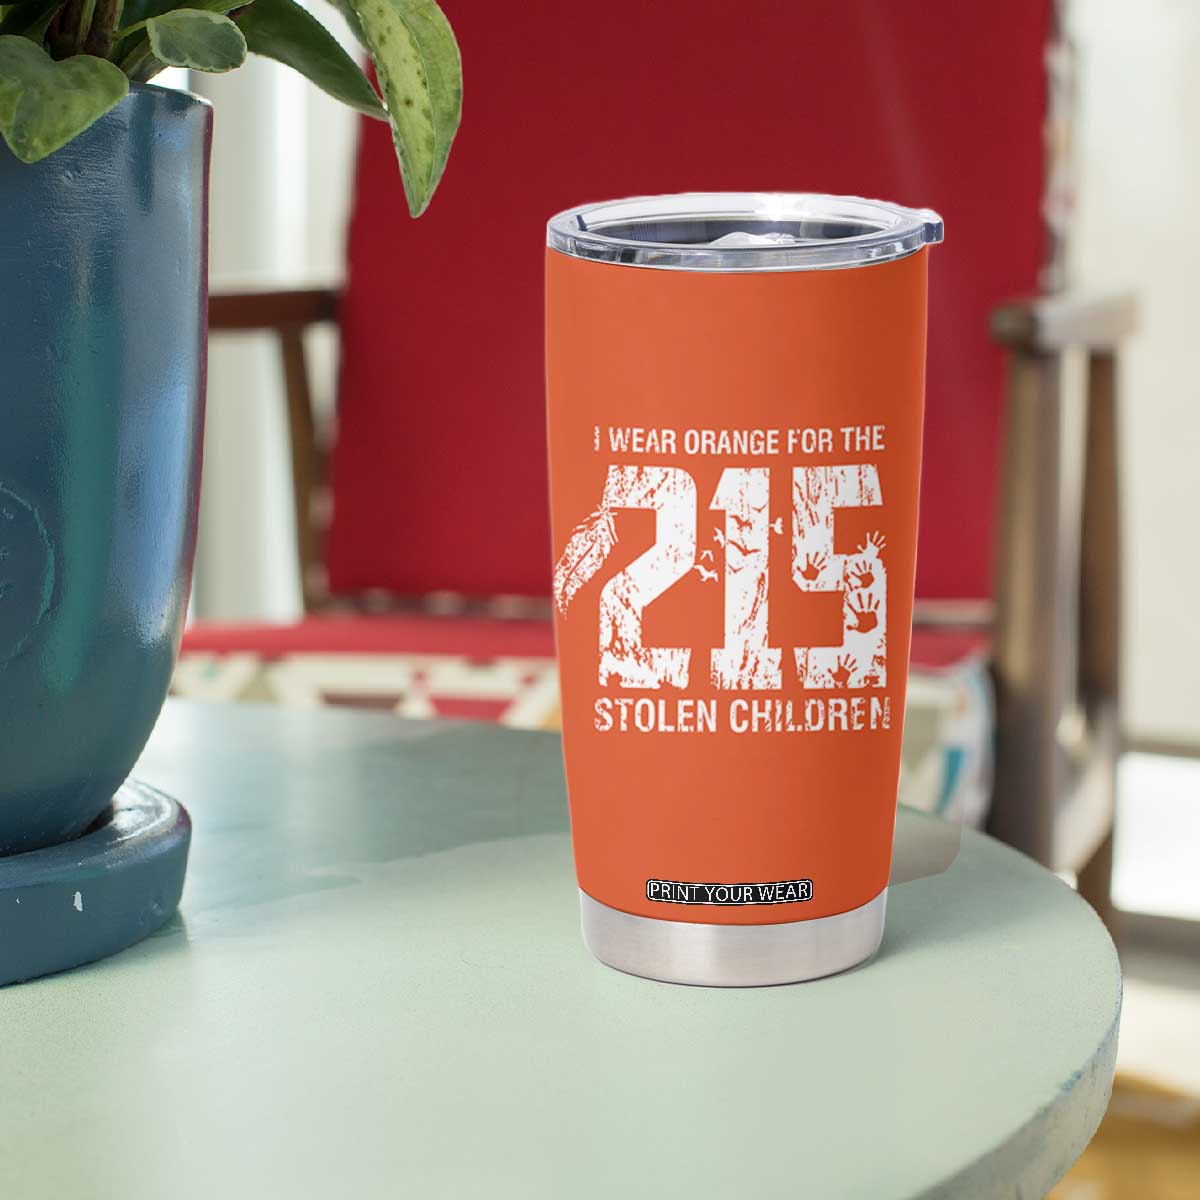 I WEAR ORANGE FOR THE
215
STOLEN CHILDREN
PRINT YOUR WEAR